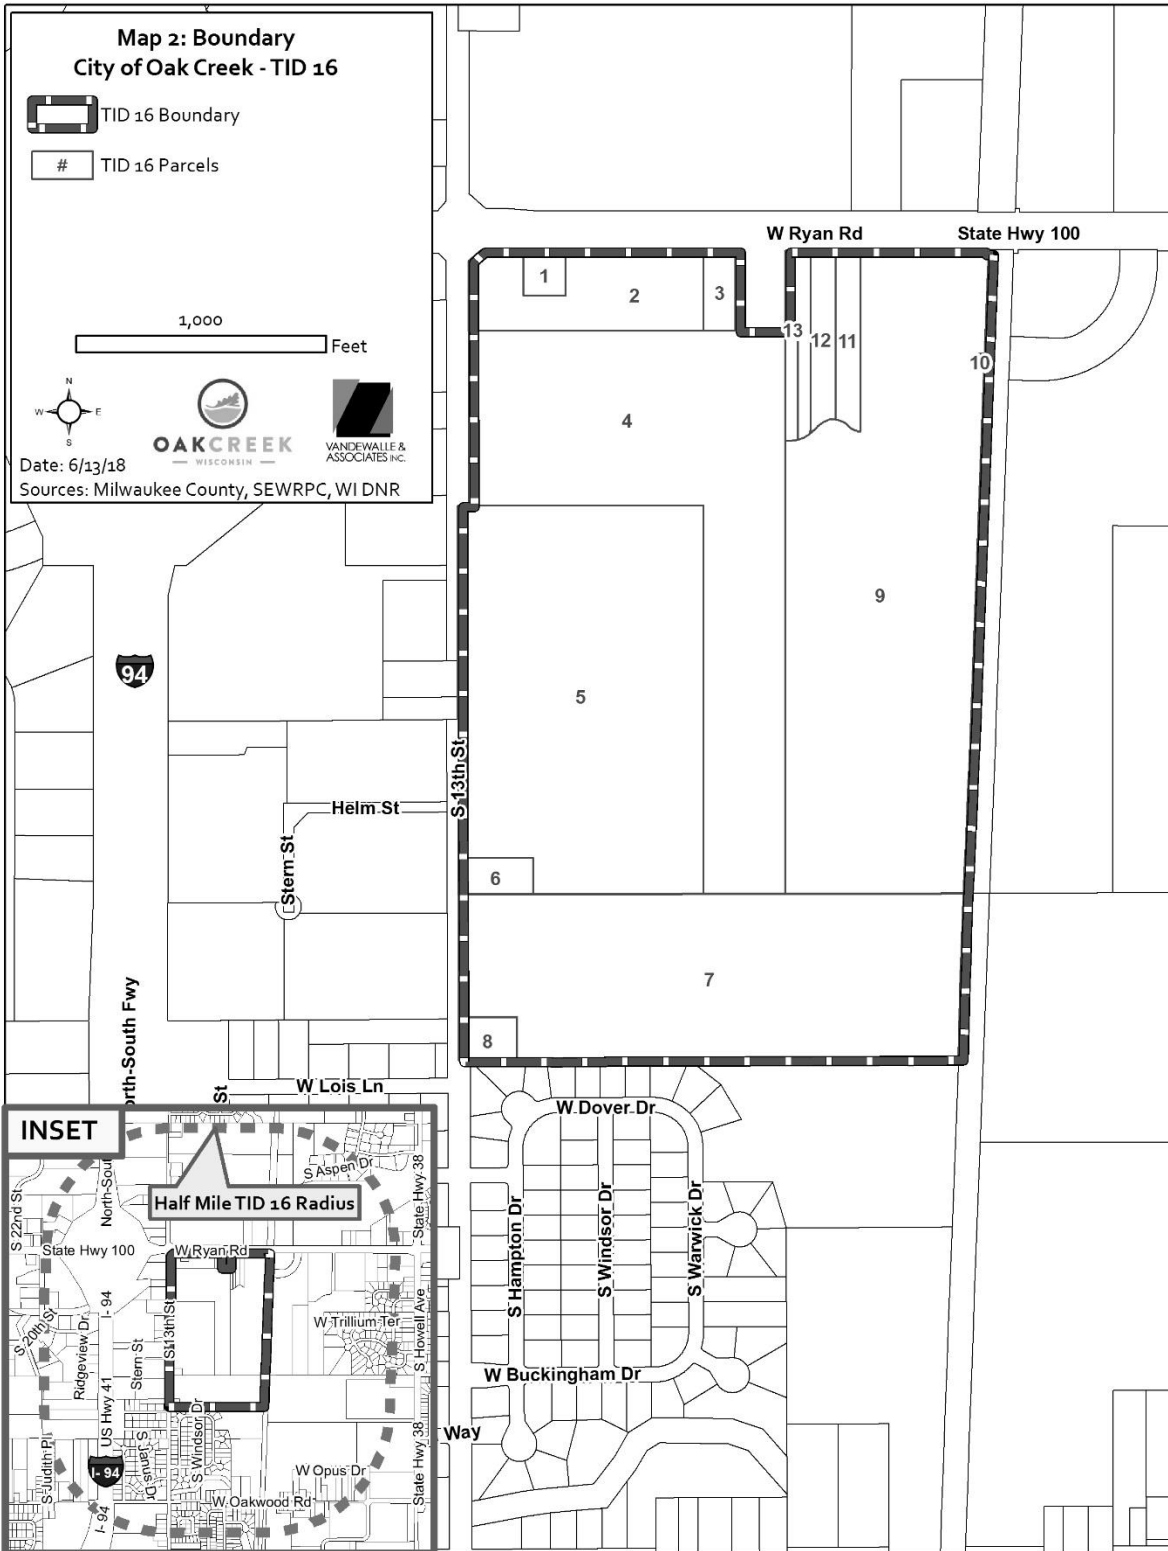 Map 2: Boundary
City of Oak Creek - TID 16
TID 16 Boundary
# TID 16 Parcels
1,000
Feet
N
W E
S
OAKCREEK
WISCONSIN
VANDEWALLE &
ASSOCIATES INC.
Date: 6/13/18
Sources: Milwaukee County, SEWRPC, WI DNR
W Ryan Rd
State Hwy 100
1
2
3
13
12
11
10
4
9
94
5
S 13th St
Helm St
Stern St
6
7
8
orth-South Fwy
St
W Lois Ln
W Dover Dr
S Hampton Dr
S Windsor Dr
S Warwick Dr
W Buckingham Dr
Way
INSET
Half Mile TID 16 Radius
S Aspen Dr
State Hwy 38
S 22nd St
North-Sout
State Hwy 100
W Ryan Rd
I- 94
S 13th St
S 20th St
Ridgeview Dr
Stern St
W Trillium Ter
S Howell Ave
US Hwy 41
S Windsor Dr
S Janus Dr
S Judith Pl
I- 94
I- 94
W Opus Dr
W Oakwood Rd
State Hwy 38